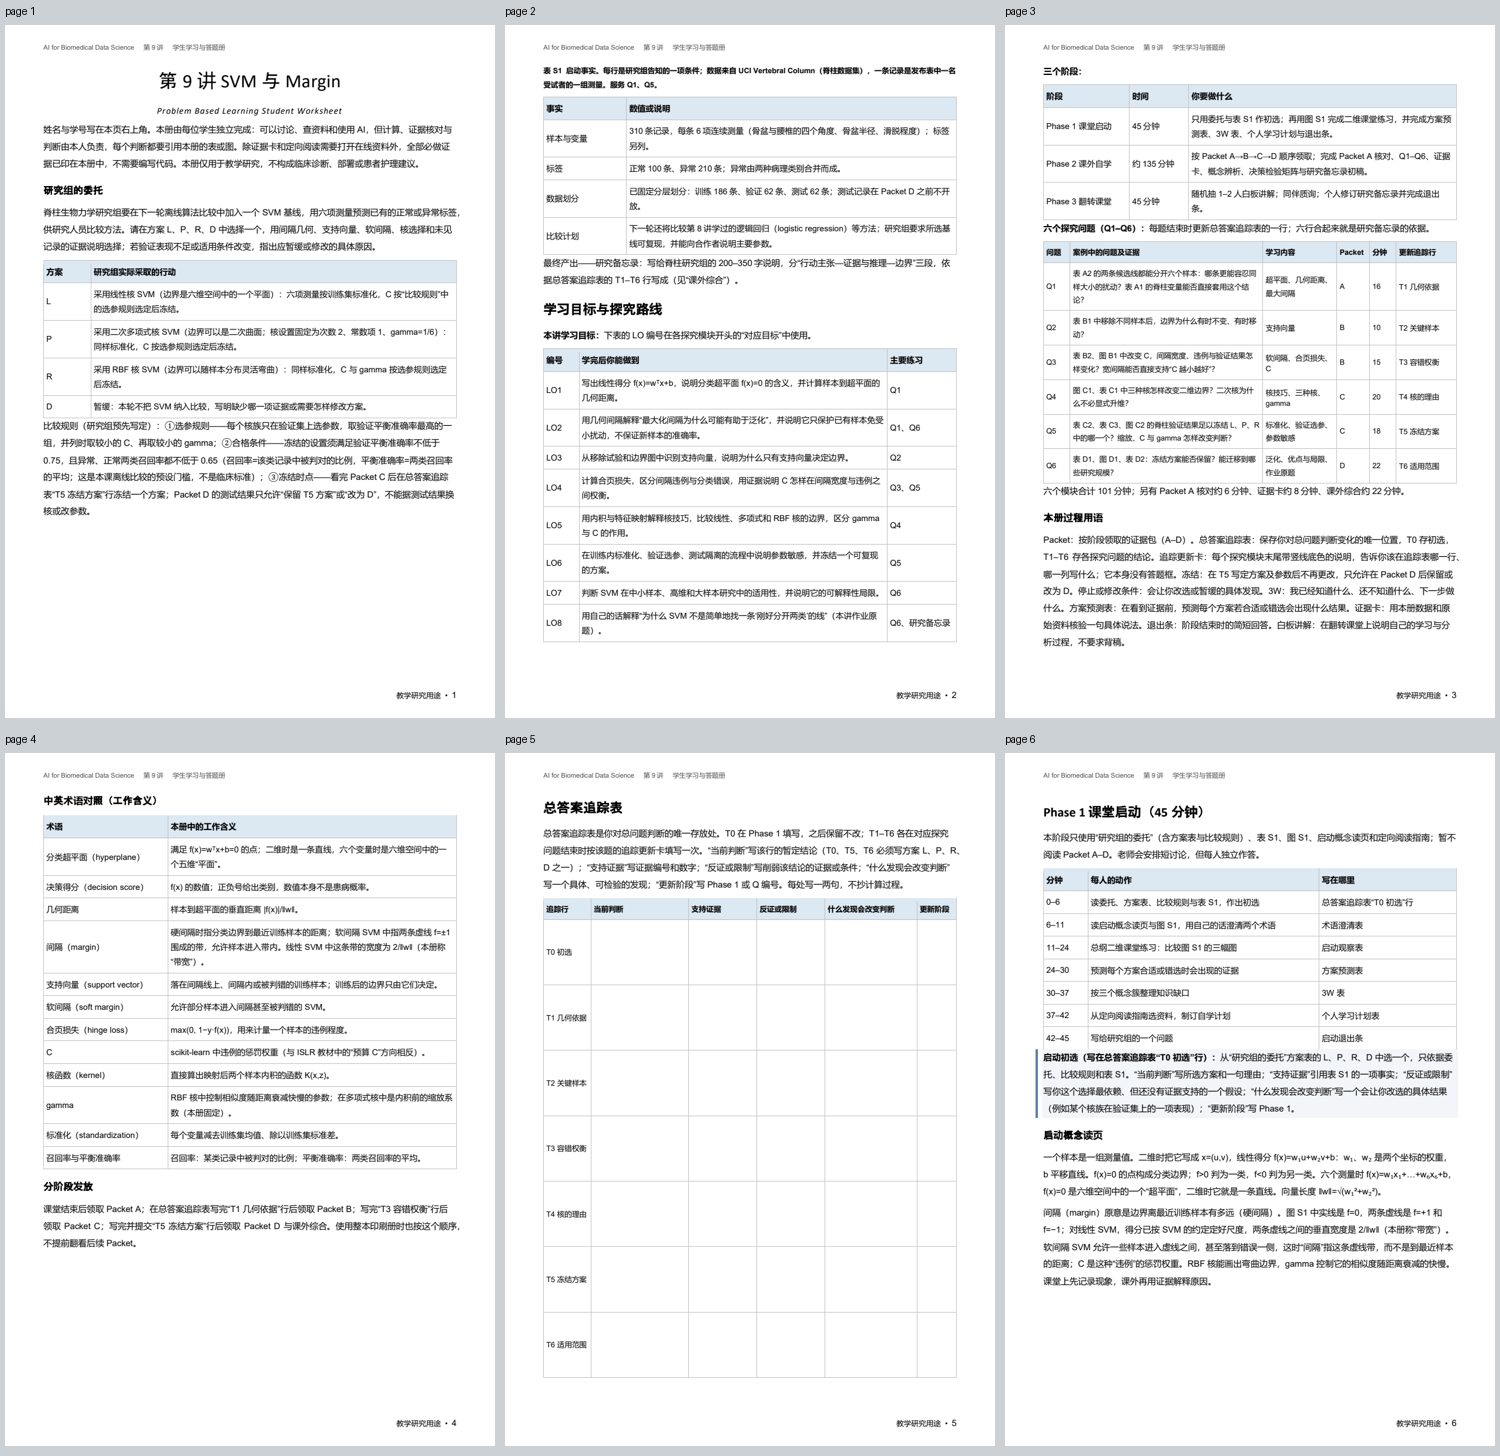 page 1
AI for Biomedical Data Science 第 9 讲 学生学习与答题册
第 9 讲 SVM 与 Margin
Problem Based Learning Student Worksheet
姓名与学号写在本页右上角。本册由每位学生独立完成：可以讨论、查资料和使用 AI，但计算、证据核对与
判断由本人负责，每个判断都要引用本册的表或图。除证据卡和定向阅读需要打开在线资料外，全部必做证
据已印在本册中，不需要编写代码。本册仅用于教学研究，不构成临床诊断、部署或患者护理建议。
研究组的委托
脊柱生物力学研究组要在下一轮离线算法比较中加入一个 SVM 基线，用六项测量预测已有的正常或异常标签，
供研究人员比较方法。请在方案 L、P、R、D 中选择一个，用间隔几何、支持向量、软间隔、核选择和未见
记录的证据说明选择；若验证表现不足或适用条件改变，指出应暂缓或修改的具体原因。
方案 研究组实际采取的行动
L 采用线性核 SVM（边界是六维空间中的一个平面）：六项测量按训练集标准化，C 按“比较规则”中
的选参规则选定后冻结。
P 采用二次多项式核 SVM（边界可以是二次曲面；核设置固定为次数 2、常数项 1、gamma=1/6）：
同样标准化，C 按选参规则选定后冻结。
R 采用 RBF 核 SVM（边界可以随样本分布灵活弯曲）：同样标准化，C 与 gamma 按选参规则选定
后冻结。
D 暂缓：本轮不把 SVM 纳入比较，写明缺少哪一项证据或需要怎样修改方案。
比较规则（研究组预先写定）：①选参规则——每个核族只在验证集上选参数，取验证平衡准确率最高的一
组，并列时取较小的 C、再取较小的 gamma；②合格条件——冻结的设置须满足验证平衡准确率不低于
0.75，且异常、正常两类召回率都不低于 0.65（召回率=该类记录中被判对的比例，平衡准确率=两类召回率
的平均；这是本课离线比较的预设门槛，不是临床标准）；③冻结时点——看完 Packet C 后在总答案追踪
表“T5 冻结方案”行冻结一个方案；Packet D 的测试结果只允许“保留 T5 方案”或“改为 D”，不能据测试结果换
核或改参数。
教学研究用途 • 1
page 2
AI for Biomedical Data Science 第 9 讲 学生学习与答题册
表 S1 启动事实。每行是研究组告知的一项条件；数据来自 UCI Vertebral Column（脊柱数据集），一条记录是发布表中一名
受试者的一组测量。服务 Q1、Q5。
事实 数值或说明
样本与变量 310 条记录，每条 6 项连续测量（骨盆与腰椎的四个角度、骨盆半径、滑脱程度）；标签
另列。
标签 正常 100 条、异常 210 条；异常由两种病理类别合并而成。
数据划分 已固定分层划分：训练 186 条、验证 62 条、测试 62 条；测试记录在 Packet D 之前不开
放。
比较计划 下一轮还将比较第 8 讲学过的逻辑回归（logistic regression）等方法；研究组要求所选基
线可复现，并能向合作者说明主要参数。
最终产出——研究备忘录：写给脊柱研究组的 200–350 字说明，分“行动主张—证据与推理—边界”三段，依
据总答案追踪表的 T1–T6 行写成（见“课外综合”）。
学习目标与探究路线
本讲学习目标：下表的 LO 编号在各探究模块开头的“对应目标”中使用。
编号 学完后你能做到 主要练习
LO1 写出线性得分 f(x)=wᵀx+b，说明分类超平面 f(x)=0 的含义，并计算样本到超平面的
几何距离。 Q1
LO2 用几何间隔解释“最大化间隔为什么可能有助于泛化”，并说明它只保护已有样本免受
小扰动，不保证新样本的准确率。 Q1、Q6
LO3 从移除试验和边界图中识别支持向量，说明为什么只有支持向量决定边界。 Q2
LO4 计算合页损失，区分间隔违例与分类错误，用证据说明 C 怎样在间隔宽度与违例之
间权衡。 Q3、Q5
LO5 用内积与特征映射解释核技巧，比较线性、多项式和 RBF 核的边界，区分 gamma
与 C 的作用。 Q4
LO6 在训练内标准化、验证选参、测试隔离的流程中说明参数敏感，并冻结一个可复现
的方案。 Q5
LO7 判断 SVM 在中小样本、高维和大样本研究中的适用性，并说明它的可解释性局限。 Q6
LO8 用自己的话解释“为什么 SVM 不是简单地找一条‘刚好分开两类’的线”（本讲作业原
题）。 Q6、研究备忘录
教学研究用途 • 2
page 3
AI for Biomedical Data Science 第 9 讲 学生学习与答题册
三个阶段：
阶段 时间 你要做什么
Phase 1 课堂启动 45 分钟 只用委托与表 S1 作初选；再用图 S1 完成二维课堂练习，并完成方案预
测表、3W 表、个人学习计划与退出条。
Phase 2 课外自学 约 135 分钟 按 Packet A→B→C→D 顺序领取；完成 Packet A 核对、Q1–Q6、证据
卡、概念辨析、决策检验矩阵与研究备忘录初稿。
Phase 3 翻转课堂 45 分钟 随机抽 1–2 人白板讲解；同伴质询；个人修订研究备忘录并完成退出
条。
六个探究问题（Q1–Q6）：每题结束时更新总答案追踪表的一行；六行合起来就是研究备忘录的依据。
问题 案例中的问题及证据 学习内容 Packet 分钟 更新追踪行
Q1 表 A2 的两条候选线都能分开六个样本：哪条更能容忍同
样大小的扰动？表 A1 的脊柱变量能否直接套用这个结
论？ 超平面、几何距离、
最大间隔 A 16 T1 几何依据
Q2 表 B1 中移除不同样本后，边界为什么有时不变、有时移
动？ 支持向量 B 10 T2 关键样本
Q3 表 B2、图 B1 中改变 C，间隔宽度、违例与验证结果怎
样变化？宽间隔能否直接支持“C 越小越好”？ 软间隔、合页损失、
C B 15 T3 容错权衡
Q4 图 C1、表 C1 中三种核怎样改变二维边界？二次核为什
么不必显式升维？ 核技巧、三种核、
gamma C 20 T4 核的理由
Q5 表 C2、表 C3、图 C2 的脊柱验证结果足以冻结 L、P、R
中的哪一个？缩放、C 与 gamma 怎样改变判断？ 标准化、验证选参、
参数敏感 C 18 T5 冻结方案
Q6 表 D1、图 D1、表 D2：冻结方案能否保留？能迁移到哪
些研究规模？ 泛化、优点与局限、
作业原题 D 22 T6 适用范围
六个模块合计 101 分钟；另有 Packet A 核对约 6 分钟、证据卡约 8 分钟、课外综合约 22 分钟。
本册过程用语
Packet：按阶段领取的证据包（A–D）。总答案追踪表：保存你对总问题判断变化的唯一位置，T0 存初选，
T1–T6 存各探究问题的结论。追踪更新卡：每个探究模块末尾带竖线底色的说明，告诉你该在追踪表哪一行、
哪一列写什么；它本身没有答题框。冻结：在 T5 写定方案及参数后不再更改，只允许在 Packet D 后保留或
改为 D。停止或修改条件：会让你改选或暂缓的具体发现。3W：我已经知道什么、还不知道什么、下一步做
什么。方案预测表：在看到证据前，预测每个方案若合适或错选会出现什么结果。证据卡：用本册数据和原
始资料核验一句具体说法。退出条：阶段结束时的简短回答。白板讲解：在翻转课堂上说明自己的学习与分
析过程，不要求背稿。
教学研究用途 • 3
page 4
AI for Biomedical Data Science 第 9 讲 学生学习与答题册
中英术语对照（工作含义）
术语 本册中的工作含义
分类超平面（hyperplane） 满足 f(x)=wᵀx+b=0 的点；二维时是一条直线，六个变量时是六维空间中的一
个五维“平面”。
决策得分（decision score） f(x) 的数值；正负号给出类别，数值本身不是患病概率。
几何距离 样本到超平面的垂直距离 |f(x)|/‖w‖。
间隔（margin） 硬间隔时指分类边界到最近训练样本的距离；软间隔 SVM 中指两条虚线 f=±1
围成的带，允许样本进入带内。线性 SVM 中这条带的宽度为 2/‖w‖（本册称
“带宽”）。
支持向量（support vector） 落在间隔线上、间隔内或被判错的训练样本；训练后的边界只由它们决定。
软间隔（soft margin） 允许部分样本进入间隔甚至被判错的 SVM。
合页损失（hinge loss） max(0, 1−y·f(x))，用来计量一个样本的违例程度。
C scikit-learn 中违例的惩罚权重（与 ISLR 教材中的“预算 C”方向相反）。
核函数（kernel） 直接算出映射后两个样本内积的函数 K(x,z)。
gamma RBF 核中控制相似度随距离衰减快慢的参数；在多项式核中是内积前的缩放系
数（本册固定）。
标准化（standardization） 每个变量减去训练集均值、除以训练集标准差。
召回率与平衡准确率 召回率：某类记录中被判对的比例；平衡准确率：两类召回率的平均。
分阶段发放
课堂结束后领取 Packet A；在总答案追踪表写完“T1 几何依据”行后领取 Packet B；写完“T3 容错权衡”行后
领取 Packet C；写完并提交“T5 冻结方案”行后领取 Packet D 与课外综合。使用整本印刷册时也按这个顺序，
不提前翻看后续 Packet。
教学研究用途 • 4
page 5
AI for Biomedical Data Science 第 9 讲 学生学习与答题册
总答案追踪表
总答案追踪表是你对总问题判断的唯一存放处。T0 在 Phase 1 填写，之后保留不改；T1–T6 各在对应探究
问题结束时按该题的追踪更新卡填写一次。“当前判断”写该行的暂定结论（T0、T5、T6 必须写方案 L、P、R、
D 之一）；“支持证据”写证据编号和数字；“反证或限制”写削弱该结论的证据或条件；“什么发现会改变判断”
写一个具体、可检验的发现；“更新阶段”写 Phase 1 或 Q 编号。每处写一两句，不抄计算过程。
追踪行 当前判断 支持证据 反证或限制 什么发现会改变判断 更新阶段
T0 初选
T1 几何依据
T2 关键样本
T3 容错权衡
T4 核的理由
T5 冻结方案
T6 适用范围
教学研究用途 • 5
page 6
AI for Biomedical Data Science 第 9 讲 学生学习与答题册
Phase 1 课堂启动（45 分钟）
本阶段只使用“研究组的委托”（含方案表与比较规则）、表 S1、图 S1、启动概念读页和定向阅读指南；暂不
阅读 Packet A–D。老师会安排短讨论，但每人独立作答。
分钟 每人的动作 写在哪里
0–6 读委托、方案表、比较规则与表 S1，作出初选 总答案追踪表“T0 初选”行
6–11 读启动概念读页与图 S1，用自己的话澄清两个术语 术语澄清表
11–24 总纲二维课堂练习：比较图 S1 的三幅图 启动观察表
24–30 预测每个方案合适或错选时会出现的证据 方案预测表
30–37 按三个概念簇整理知识缺口 3W 表
37–42 从定向阅读指南选资料，制订自学计划 个人学习计划表
42–45 写给研究组的一个问题 启动退出条
启动初选（写在总答案追踪表“T0 初选”行）：从“研究组的委托”方案表的 L、P、R、D 中选一个，只依据委
托、比较规则和表 S1。“当前判断”写所选方案和一句理由；“支持证据”引用表 S1 的一项事实；“反证或限制”
写你这个选择最依赖、但还没有证据支持的一个假设；“什么发现会改变判断”写一个会让你改选的具体结果
（例如某个核族在验证集上的一项表现）；“更新阶段”写 Phase 1。
启动概念读页
一个样本是一组测量值。二维时把它写成 x=(u,v)，线性得分 f(x)=w₁u+w₂v+b：w₁、w₂ 是两个坐标的权重，
b 平移直线。f(x)=0 的点构成分类边界；f>0 判为一类，f<0 判为另一类。六个测量时 f(x)=w₁x₁+…+w₆x₆+b，
f(x)=0 是六维空间中的一个“超平面”，二维时它就是一条直线。向量长度 ‖w‖=√(w₁²+w₂²)。
间隔（margin）原意是边界离最近训练样本有多远（硬间隔）。图 S1 中实线是 f=0，两条虚线是 f=+1 和
f=−1；对线性 SVM，得分已按 SVM 的约定定好尺度，两条虚线之间的垂直宽度是 2/‖w‖（本册称“带宽”）。
软间隔 SVM 允许一些样本进入虚线之间，甚至落到错误一侧，这时“间隔”指这条虚线带，而不是到最近样本
的距离；C 是这种“违例”的惩罚权重。RBF 核能画出弯曲边界，gamma 控制它的相似度随距离衰减的快慢。
课堂上先记录现象，课外再用证据解释原因。
教学研究用途 • 6